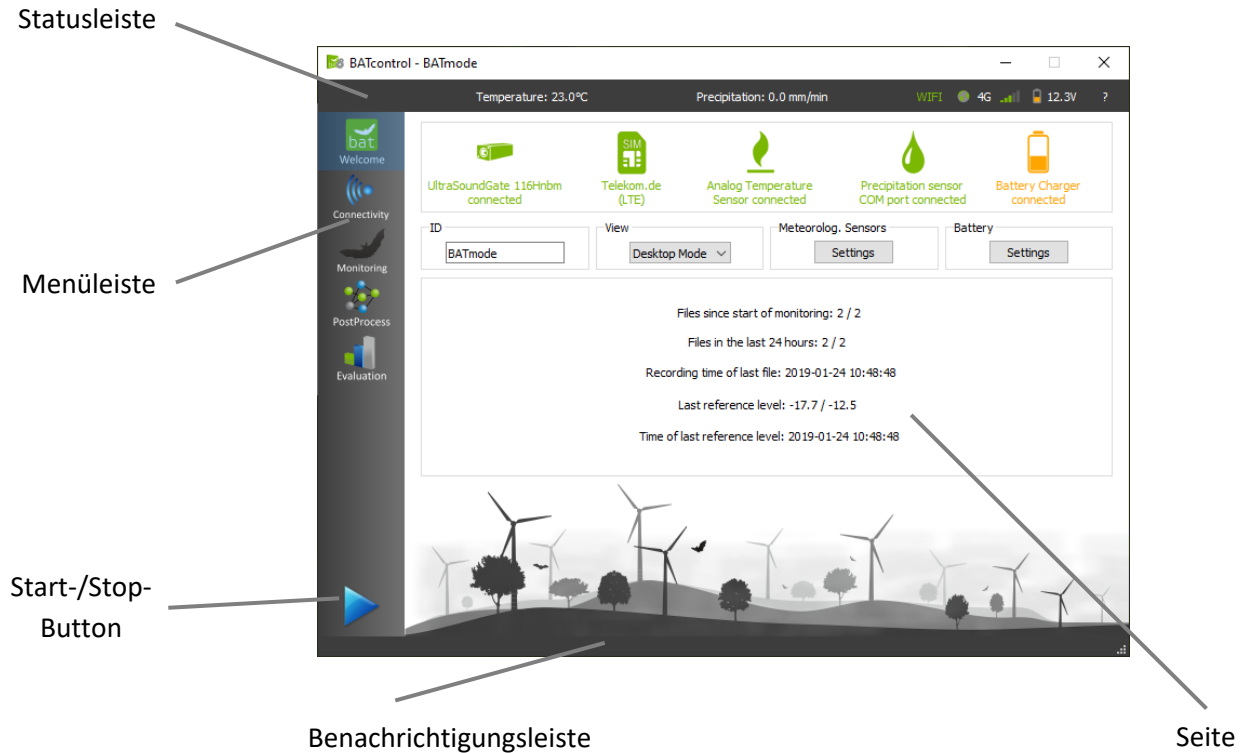 Statusleiste
BATcontrol - BATmode
Temperature: 23.0°C
Precipitation: 0.0 mm/min
WIFI
4G
12.3V
?
bat
Welcome
Connectivity
Monitoring
PostProcess
Evaluation
Menüleiste
UltraSoundGate 116Hnbm
connected
SIM
Telekom.de
(LTE)
Analog Temperature
Sensor connected
Precipitation sensor
COM port connected
Battery Charger
connected
ID
BATmode
View
Desktop Mode
Meteorolog. Sensors
Settings
Battery
Settings
Files since start of monitoring: 2 / 2
Files in the last 24 hours: 2 / 2
Recording time of last file: 2019-01-24 10:48:48
Last reference level: -17.7 / -12.5
Time of last reference level: 2019-01-24 10:48:48
Start-/Stop-
Button
Benachrichtigungsleiste
Seite